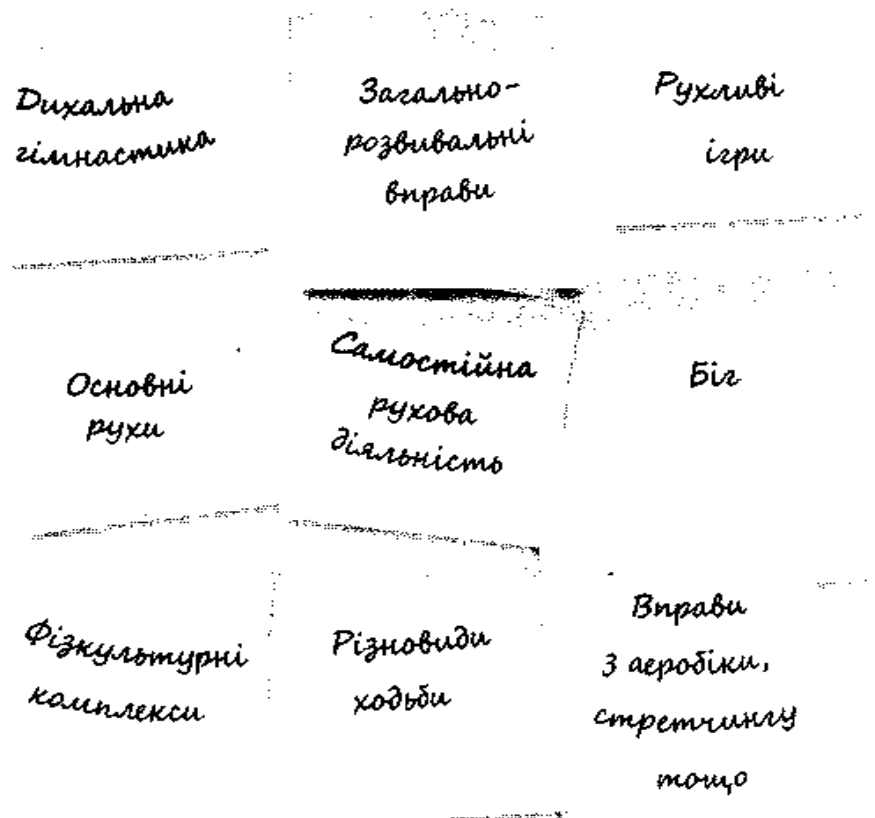 Дихальна
гімнастика
Загально-
розвивальні
вправи
Рухливі
ігри
Основні
рухи
Самостійна
рухова
діяльність
Біг
Фізкультурні
комплекси
Різновиди
ходьби
Вправи
з аеробіки,
стретчингу
тощо